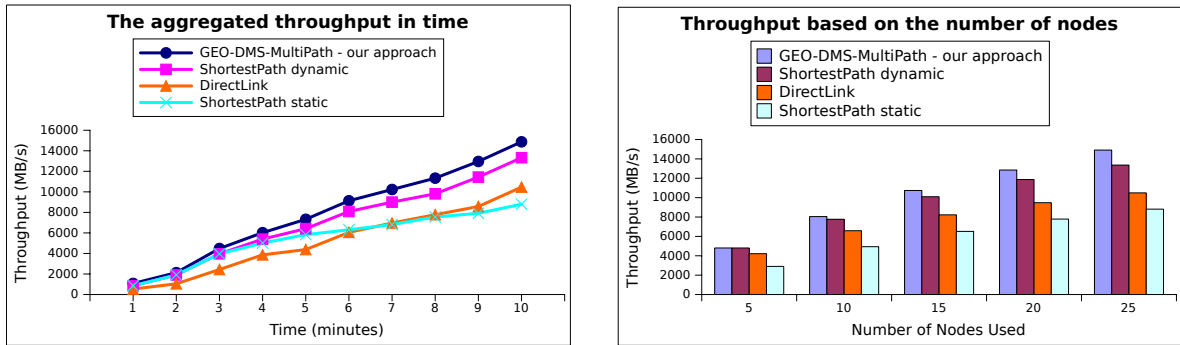 The aggregated throughput in time
GEO-DMS-MultiPath - our approach
ShortestPath dynamic
DirectLink
ShortestPath static
Throughput (MB/s)
16000
14000
12000
10000
8000
6000
4000
2000
0
1 2 3 4 5 6 7 8 9 10
Time (minutes)
Throughput based on the number of nodes
GEO-DMS-MultiPath - our approach
ShortestPath dynamic
DirectLink
ShortestPath static
Throughput (MB/s)
16000
14000
12000
10000
8000
6000
4000
2000
0
5 10 15 20 25
Number of Nodes Used